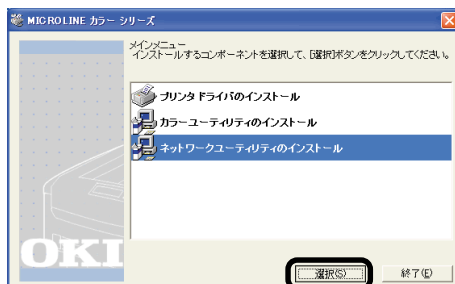 MICROLINE カラー シリーズ
メインメニュー
インストールするコンポーネントを選択して、[選択]ボタンをクリックしてください。
プリンタ ドライバのインストール
カラーユーティリティのインストール
ネットワークユーティリティのインストール
OKI
選択(S)
終了(E)